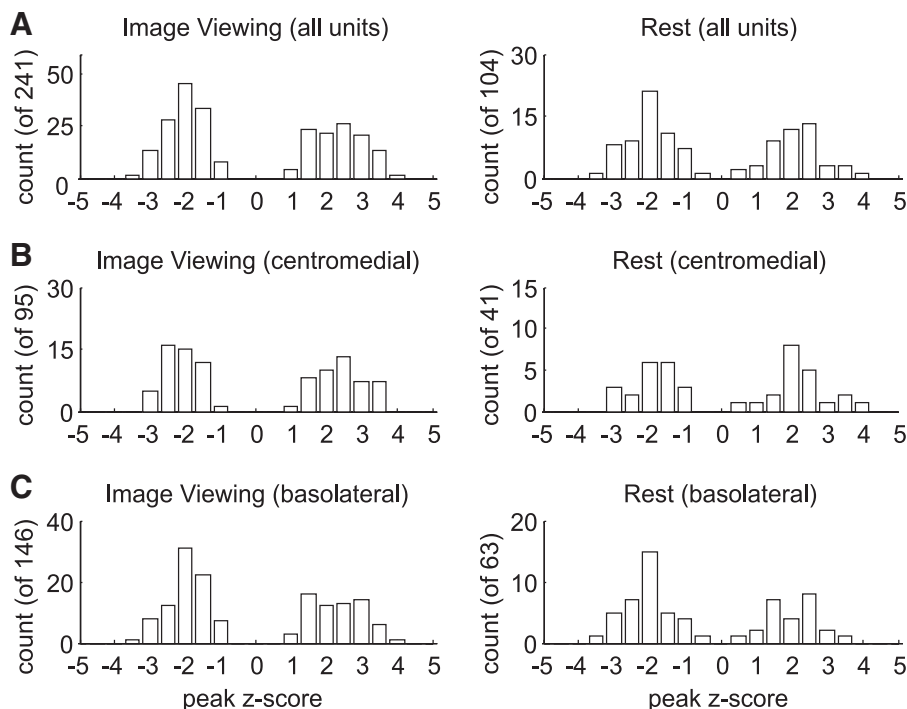 A
Image Viewing (all units)
Rest (all units)
count (of 241)
50
25
0
-5 -4 -3 -2 -1 0 1 2 3 4 5
count (of 104)
30
15
0
-5 -4 -3 -2 -1 0 1 2 3 4 5
B
Image Viewing (centromedial)
Rest (centromedial)
count (of 95)
30
15
0
-5 -4 -3 -2 -1 0 1 2 3 4 5
count (of 41)
15
10
5
0
-5 -4 -3 -2 -1 0 1 2 3 4 5
C
Image Viewing (basolateral)
Rest (basolateral)
count (of 146)
40
20
0
-5 -4 -3 -2 -1 0 1 2 3 4 5
peak z-score
count (of 63)
20
10
0
-5 -4 -3 -2 -1 0 1 2 3 4 5
peak z-score